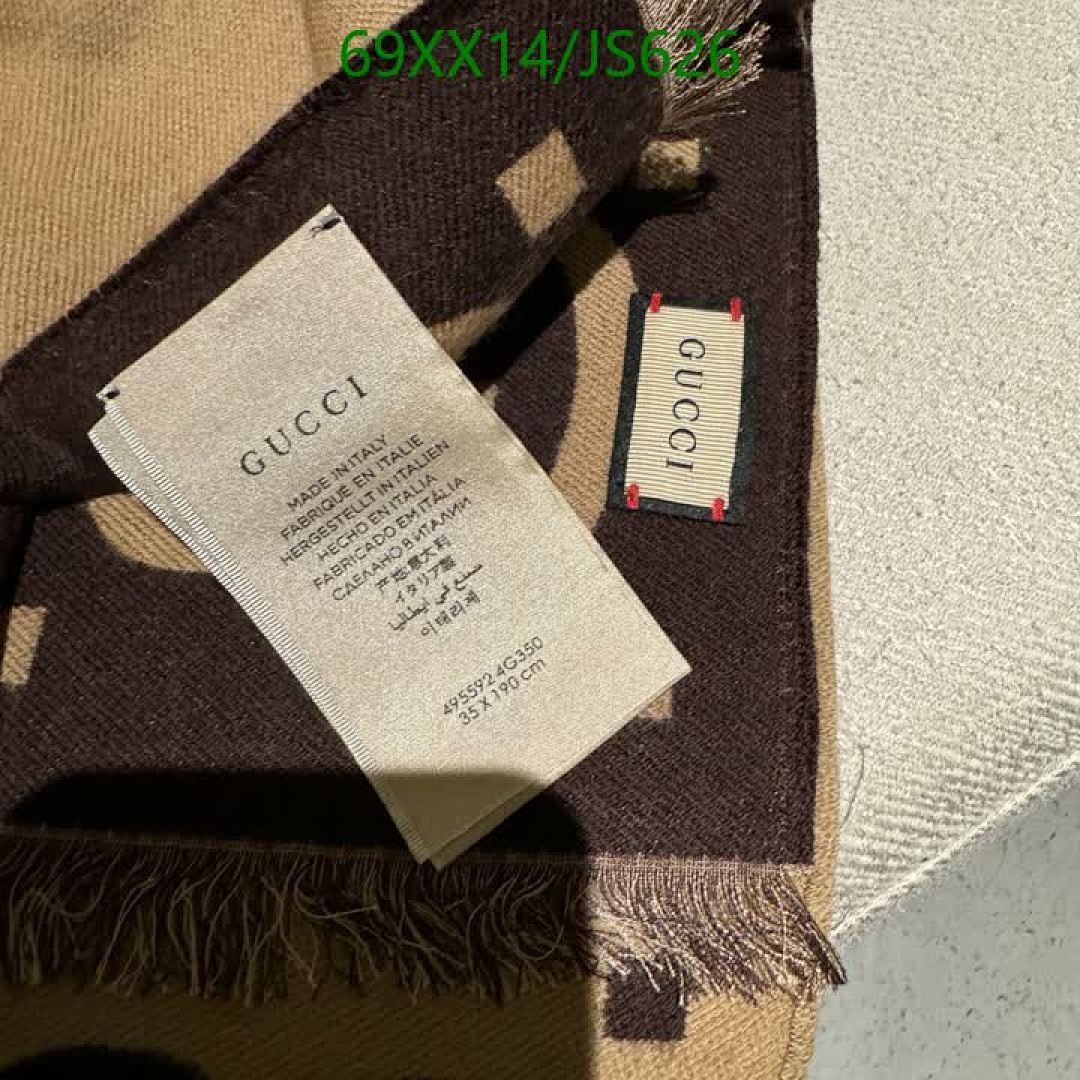 69XX14/JS626
GUCCI
MADE IN ITALY
FABRIQUE EN ITALIE
HERGESTELLT IN ITALIEN
HECHO EN ITALIA
FABRICADO EM ITÁLIA
СДЕЛАНО В ИТАЛИИ
产地意大利
イタリア製
صنع في ايطاليا
이태리제
495592 4G350
35 X 190 cm
GUCCI